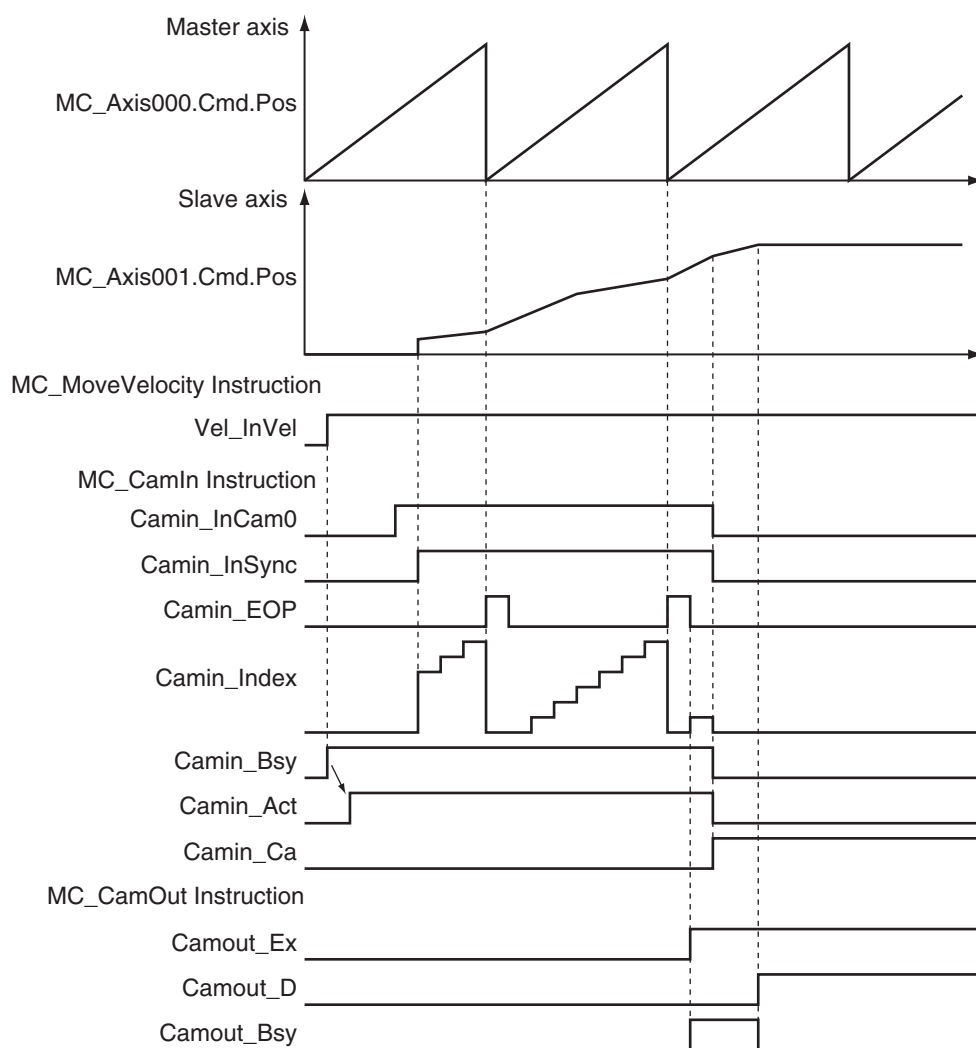 Master axis
MC_Axis000.Cmd.Pos
Slave axis
MC_Axis001.Cmd.Pos
MC_MoveVelocity Instruction
Vel_InVel
MC_CamIn Instruction
Camin_InCam0
Camin_InSync
Camin_EOP
Camin_Index
Camin_Bsy
Camin_Act
Camin_Ca
MC_CamOut Instruction
Camout_Ex
Camout_D
Camout_Bsy